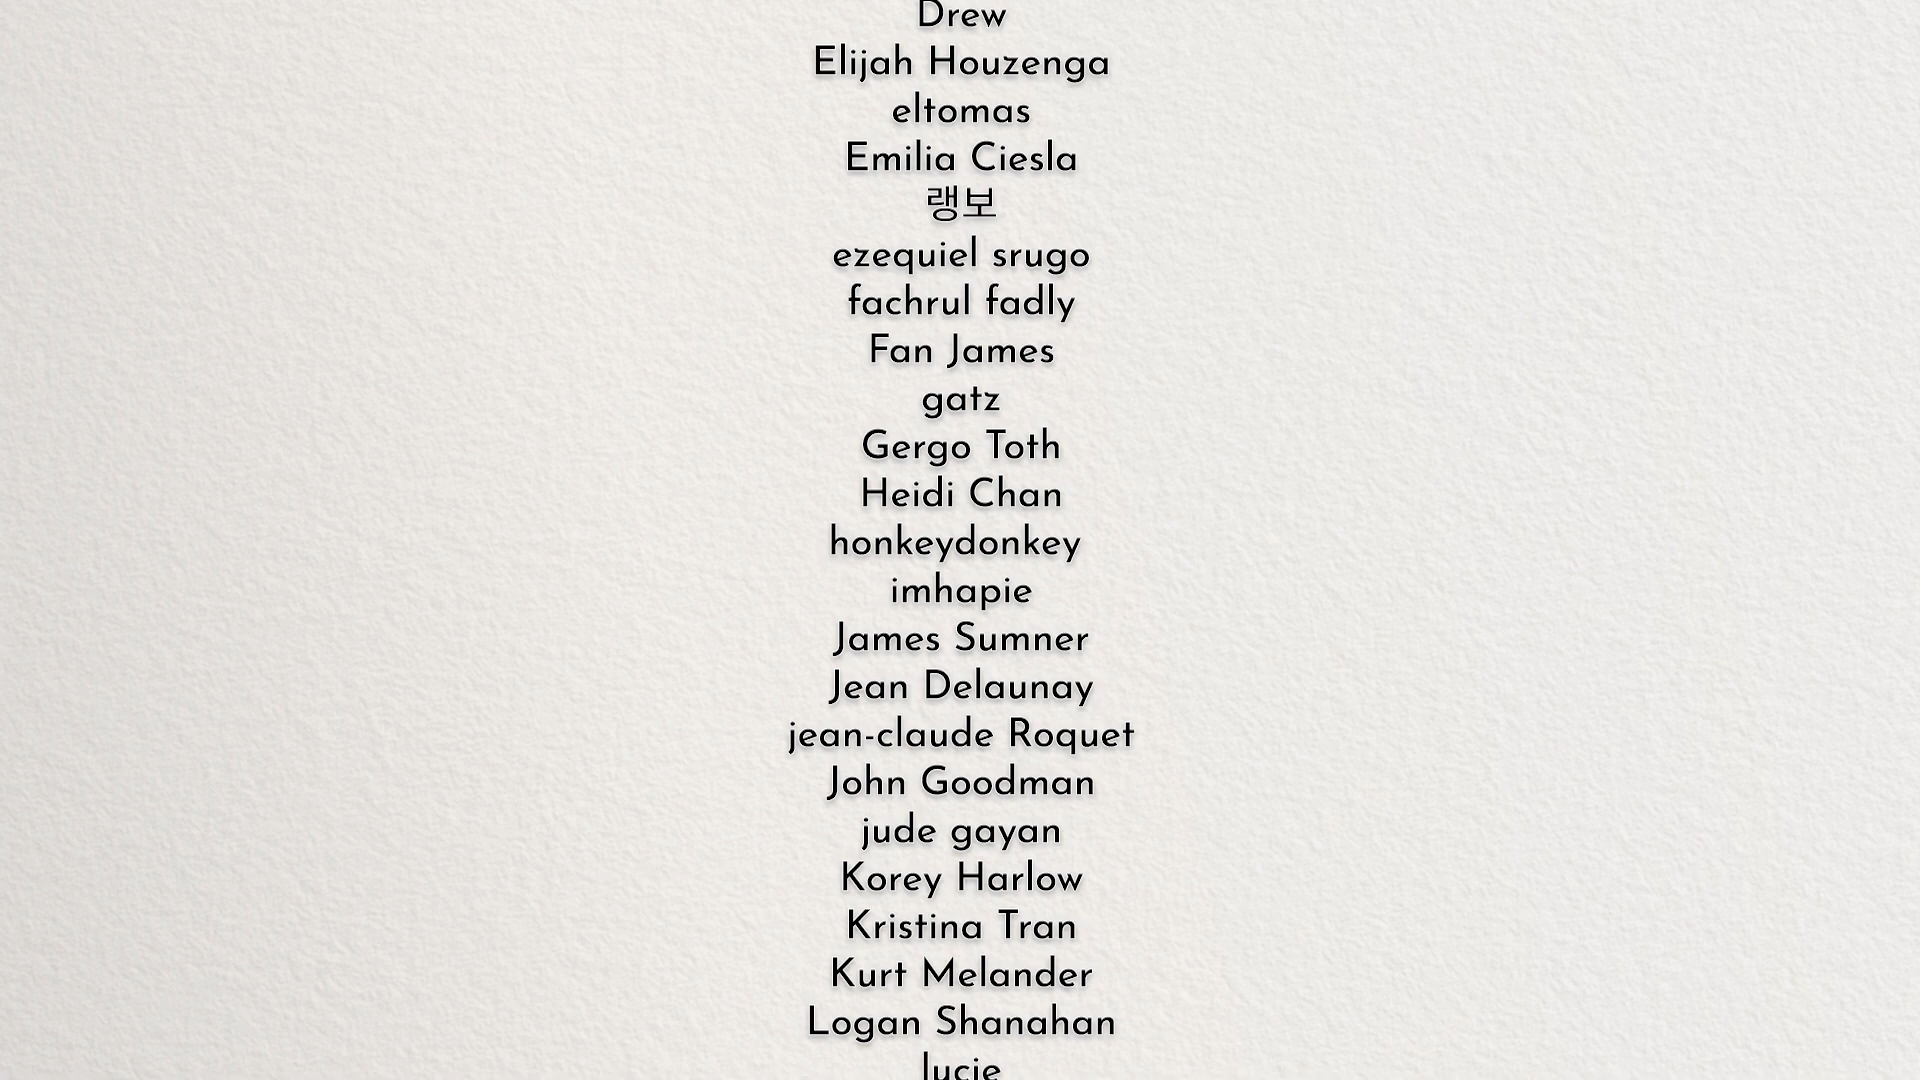 Drew
Elijah Houzenga
eltomas
Emilia Ciesla
랭보
ezequiel srugo
fachrul fadly
Fan James
gatz
Gergo Toth
Heidi Chan
honkeydonkey
imhapie
James Sumner
Jean Delaunay
jean-claude Roquet
John Goodman
jude gayan
Korey Harlow
Kristina Tran
Kurt Melander
Logan Shanahan
lucie